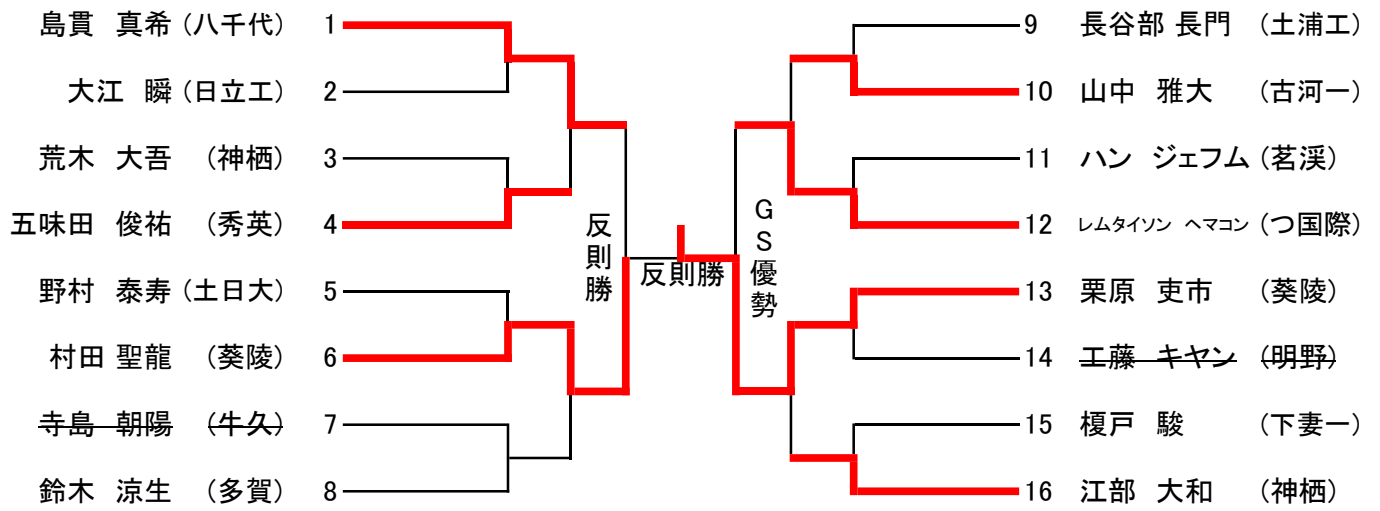 島貫 真希 (八千代) 1
大江 瞬 (日立工) 2
荒木 大吾 (神栖) 3
五味田 俊祐 (秀英) 4
野村 泰寿 (土日大) 5
村田 聖龍 (葵陵) 6
寺島 朝陽 (牛久) 7
鈴木 涼生 (多賀) 8
反則勝
反則勝
GS優勢
9 長谷部 長門 (土浦工)
10 山中 雅大 (古河一)
11 ハン ジェフム (茗渓)
12 レムタイソン ヘマコン (つ国際)
13 栗原 吏市 (葵陵)
14 工藤 キヤン (明野)
15 榎戸 駿 (下妻一)
16 江部 大和 (神栖)